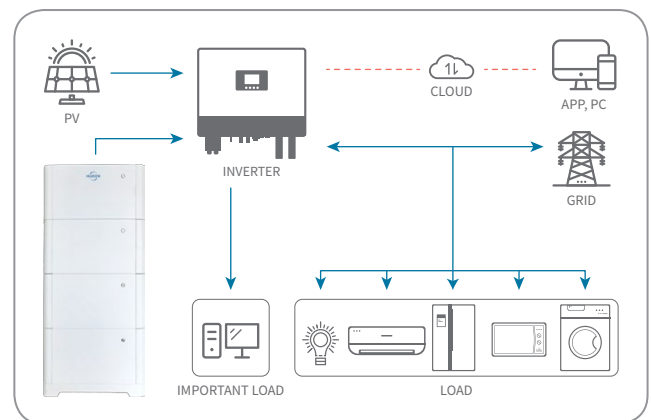 PV
CLOUD
APP, PC
INVERTER
GRID
IMPORTANT LOAD
LOAD